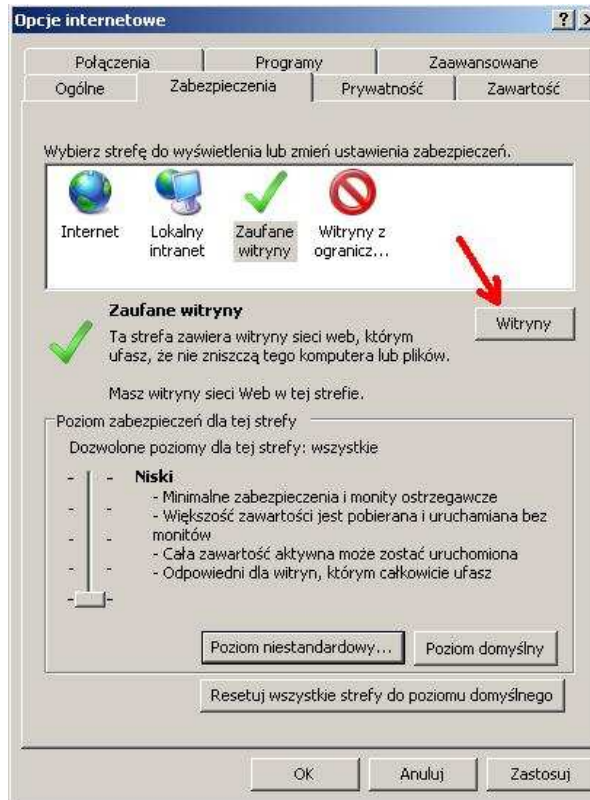 Opcje internetowe
Połączenia Programy Zaawansowane
Ogólne Zabezpieczenia Prywatność Zawartość
Wybierz strefę do wyświetlenia lub zmień ustawienia zabezpieczeń.
Internet Lokalny intranet Zaufane witryny Witryny z ogranicz...
Zaufane witryny
Witryny
Ta strefa zawiera witryny sieci web, którym
ufasz, że nie zniszczą tego komputera lub plików.
Masz witryny sieci Web w tej strefie.
Poziom zabezpieczeń dla tej strefy
Dozwolone poziomy dla tej strefy: wszystkie
Niski
- Minimalne zabezpieczenia i monity ostrzegawcze
- Większość zawartości jest pobierana i uruchamiana bez
monitów
- Cała zawartość aktywna może zostać uruchomiona
- Odpowiedni dla witryn, którym całkowicie ufasz
Poziom niestandardowy... Poziom domyślny
Resetuj wszystkie strefy do poziomu domyślnego
OK Anuluj Zastosuj